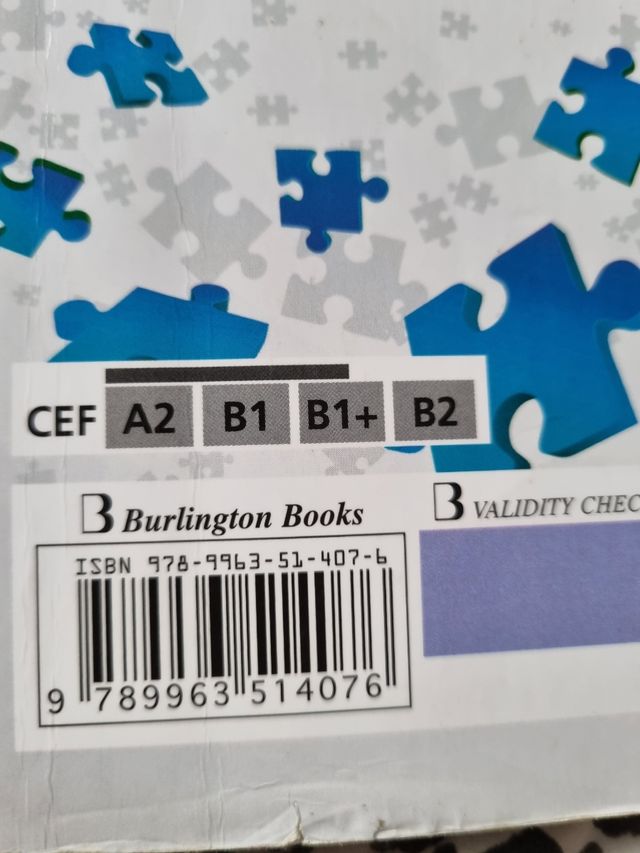 CEF A2 B1 B1+ B2
B Burlington Books
B VALIDITY CHEC
ISBN 978-9963-51-407-6
9 789963 514076